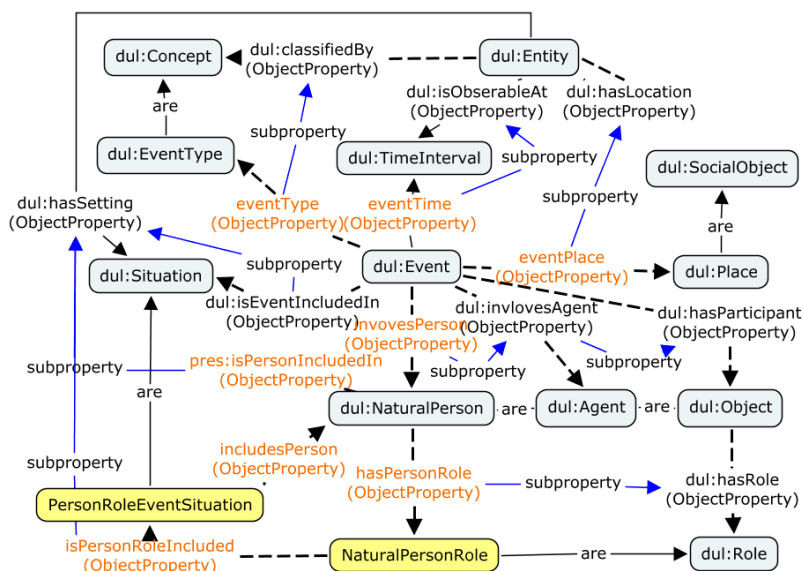 dul:Concept
dul:classifiedBy
(ObjectProperty)
dul:Entity
dul:isObserableAt
(ObjectProperty)
dul:hasLocation
(ObjectProperty)
are
subproperty
dul:EventType
dul:TimeInterval
subproperty
dul:SocialObject
subproperty
dul:hasSetting
(ObjectProperty)
eventType
(ObjectProperty)
eventTime
(ObjectProperty)
are
dul:Situation
subproperty
dul:Event
eventPlace
(ObjectProperty)
dul:Place
dul:isEventIncludedIn
(ObjectProperty)
invovesPerson
(ObjectProperty)
dul:invlovesAgent
(ObjectProperty)
dul:hasParticipant
(ObjectProperty)
subproperty
pres:isPersonIncludedIn
(ObjectProperty)
subproperty
subproperty
are
dul:NaturalPerson
are
dul:Agent
are
dul:Object
includesPerson
(ObjectProperty)
subproperty
hasPersonRole
(ObjectProperty)
subproperty
dul:hasRole
(ObjectProperty)
PersonRoleEventSituation
isPersonRoleIncluded
(ObjectProperty)
NaturalPersonRole
are
dul:Role